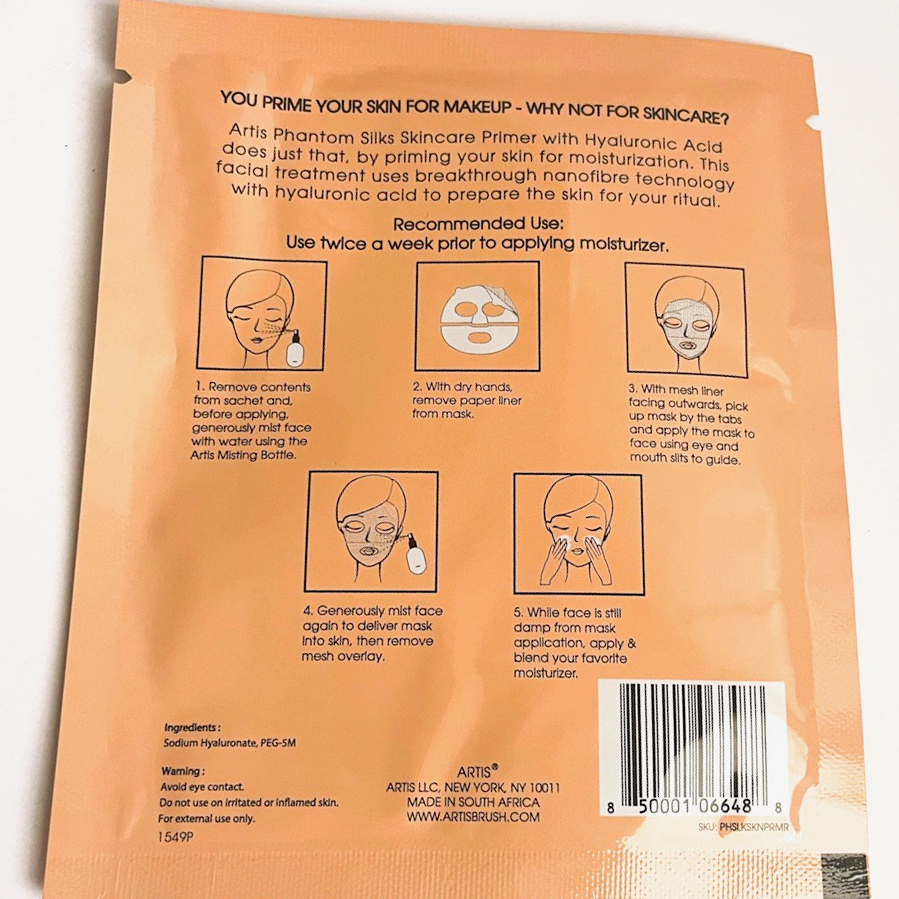 YOU PRIME YOUR SKIN FOR MAKEUP - WHY NOT FOR SKINCARE?
Artis Phantom Silks Skincare Primer with Hyaluronic Acid
does just that, by priming your skin for moisturization. This
facial treatment uses breakthrough nanofibre technology
with hyaluronic acid to prepare the skin for your ritual.
Recommended Use:
Use twice a week prior to applying moisturizer.
1. Remove contents
from sachet and,
before applying,
generously mist face
with water using the
Artis Misting Bottle.
2. With dry hands,
remove paper liner
from mask.
3. With mesh liner
facing outwards, pick
up mask by the tabs
and apply the mask to
face using eye and
mouth slits to guide.
4. Generously mist face
again to deliver mask
into skin, then remove
mesh overlay.
5. While face is still
damp from mask
application, apply &
blend your favorite
moisturizer.
Ingredients :
Sodium Hyaluronate, PEG-5M
Warning :
Avoid eye contact.
Do not use on irritated or inflamed skin.
For external use only.
1549P
ARTIS®
ARTIS LLC, NEW YORK, NY 10011
MADE IN SOUTH AFRICA
WWW.ARTISBRUSH.COM
8 50001 06648 8
SKU: PHSLKSKNPRMR